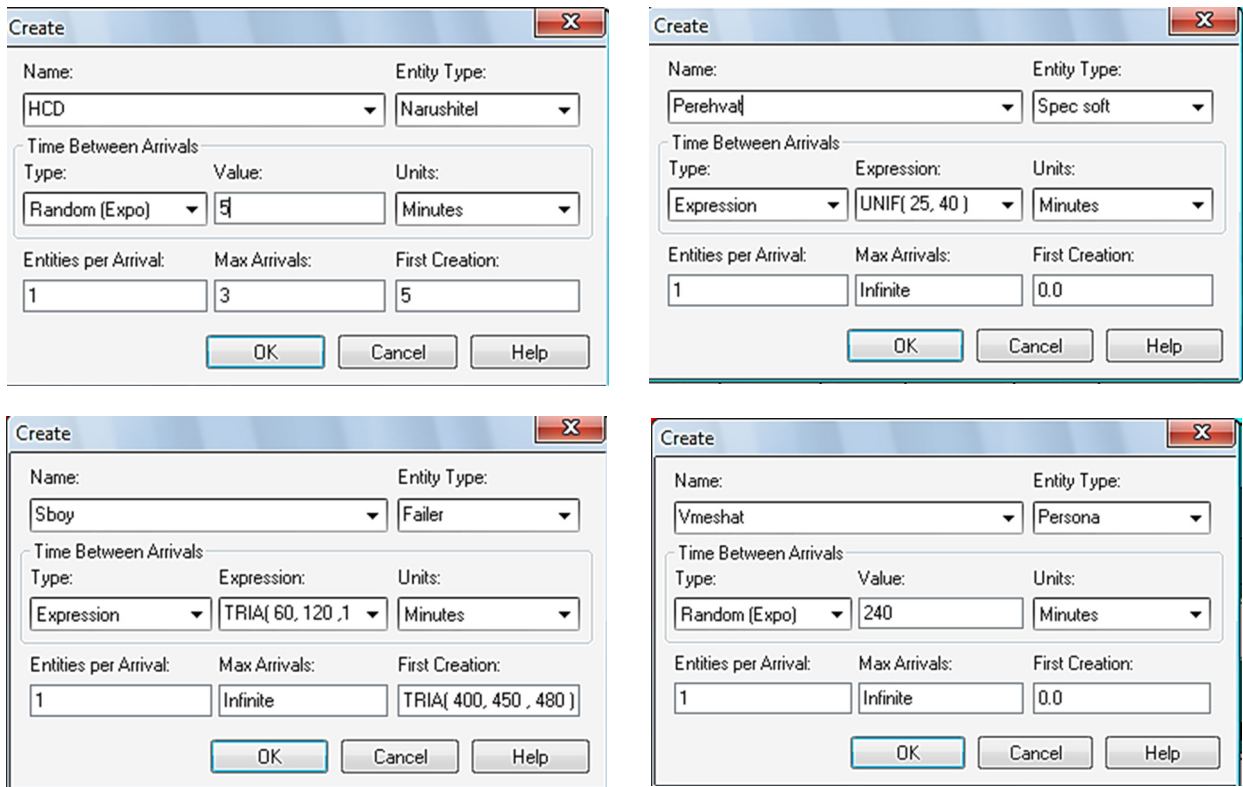 Create
Name: Entity Type:
HCD Narushitel
Time Between Arrivals
Type: Value: Units:
Random (Expo) 5 Minutes
Entities per Arrival: Max Arrivals: First Creation:
1 3 5
OK Cancel Help
Create
Name: Entity Type:
Perehvat Spec soft
Time Between Arrivals
Type: Expression: Units:
Expression UNIF( 25, 40 ) Minutes
Entities per Arrival: Max Arrivals: First Creation:
1 Infinite 0.0
OK Cancel Help
Create
Name: Entity Type:
Sboy Failer
Time Between Arrivals
Type: Expression: Units:
Expression TRIA( 60, 120 ,1 Minutes
Entities per Arrival: Max Arrivals: First Creation:
1 Infinite TRIA( 400, 450 , 480 )
OK Cancel Help
Create
Name: Entity Type:
Vmeshat Persona
Time Between Arrivals
Type: Value: Units:
Random (Expo) 240 Minutes
Entities per Arrival: Max Arrivals: First Creation:
1 Infinite 0.0
OK Cancel Help